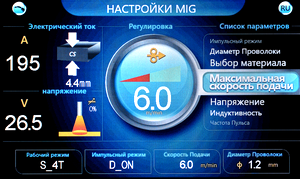 НАСТРОЙКИ MIG
RU
Электрический ток
A
195
CS
4.4mm
напряжение
V
26.5
0%
Регулировка
6.0
m/min
Список параметров
Импульсный режим
Диаметр Проволоки
Выбор материала
Максимальная
скорость подачи
Напряжение
Индуктивность
Частота Пульса
Рабочий режим
S_4T
Импульсный режим
D_ON
Скорость Подачи
6.0 m/min
Диаметр Проволоки
ф 1.2 mm